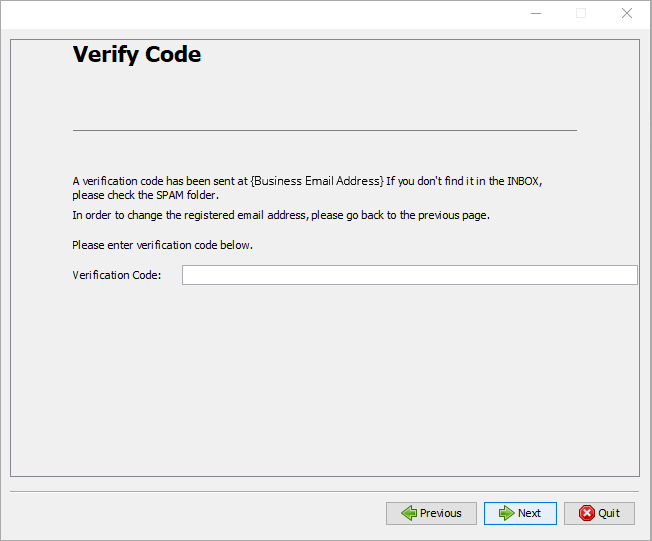 Verify Code
A verification code has been sent at {Business Email Address} If you don't find it in the INBOX,
please check the SPAM folder.
In order to change the registered email address, please go back to the previous page.
Please enter verification code below.
Verification Code:
Previous Next Quit